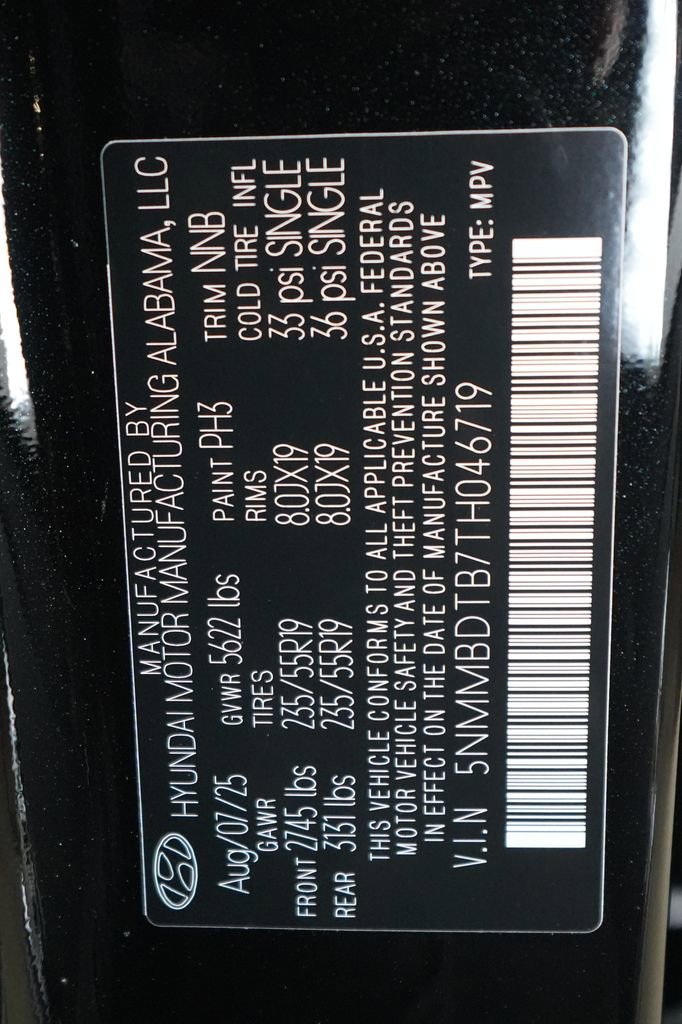 MANUFACTURED BY
HYUNDAI MOTOR MANUFACTURING ALABAMA, LLC
Aug/07/25 GVWR 5622 lbs PAINT PH3 TRIM NNB
GAWR TIRES RIMS COLD TIRE INFL
FRONT 2745 lbs 235/55R19 8.0JX19 33 psi SINGLE
REAR 3131 lbs 235/55R19 8.0JX19 36 psi SINGLE
THIS VEHICLE CONFORMS TO ALL APPLICABLE U.S.A. FEDERAL
MOTOR VEHICLE SAFETY AND THEFT PREVENTION STANDARDS
IN EFFECT ON THE DATE OF MANUFACTURE SHOWN ABOVE
V.I.N 5NMMBDTB7TH046719 TYPE: MPV